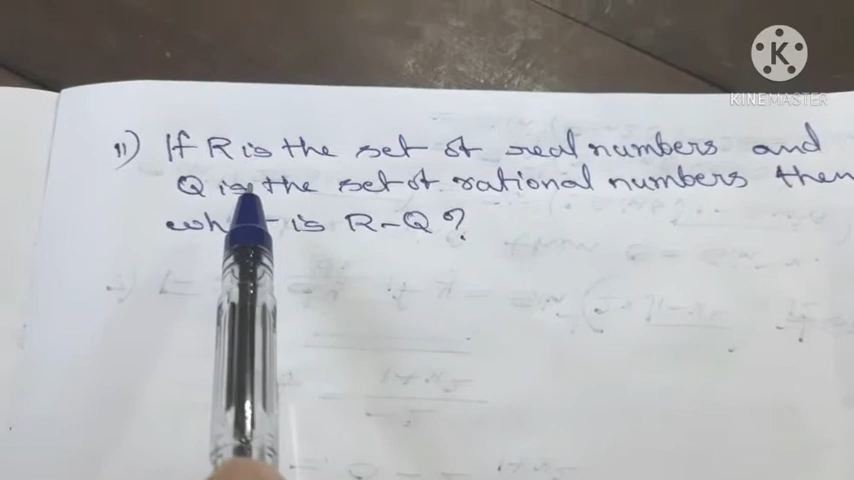 K
KINEMASTER
11) If R is the set of real numbers and
Q is the set of rational numbers then
is R-Q?